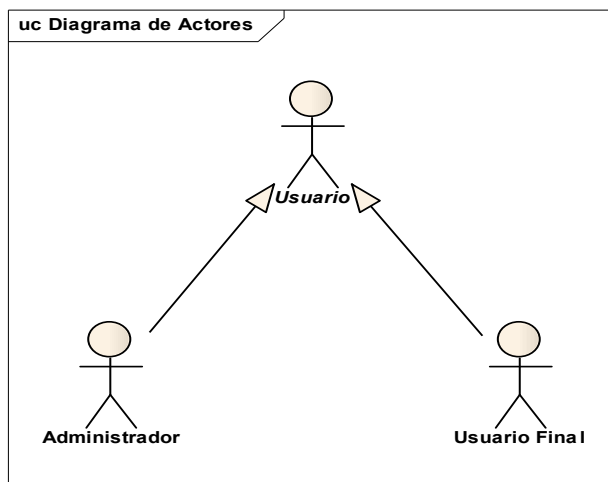 uc Diagrama de Actores
Usuario
Administrador
Usuario Final